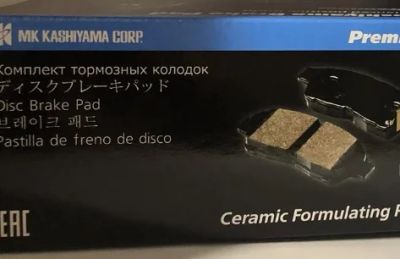 MK KASHIYAMA CORP.
Premi
Комплект тормозных колодок
ディスクブレーキパッド
Disc Brake Pad
브레이크 패드
Pastilla de freno de disco
EAC
Ceramic Formulating